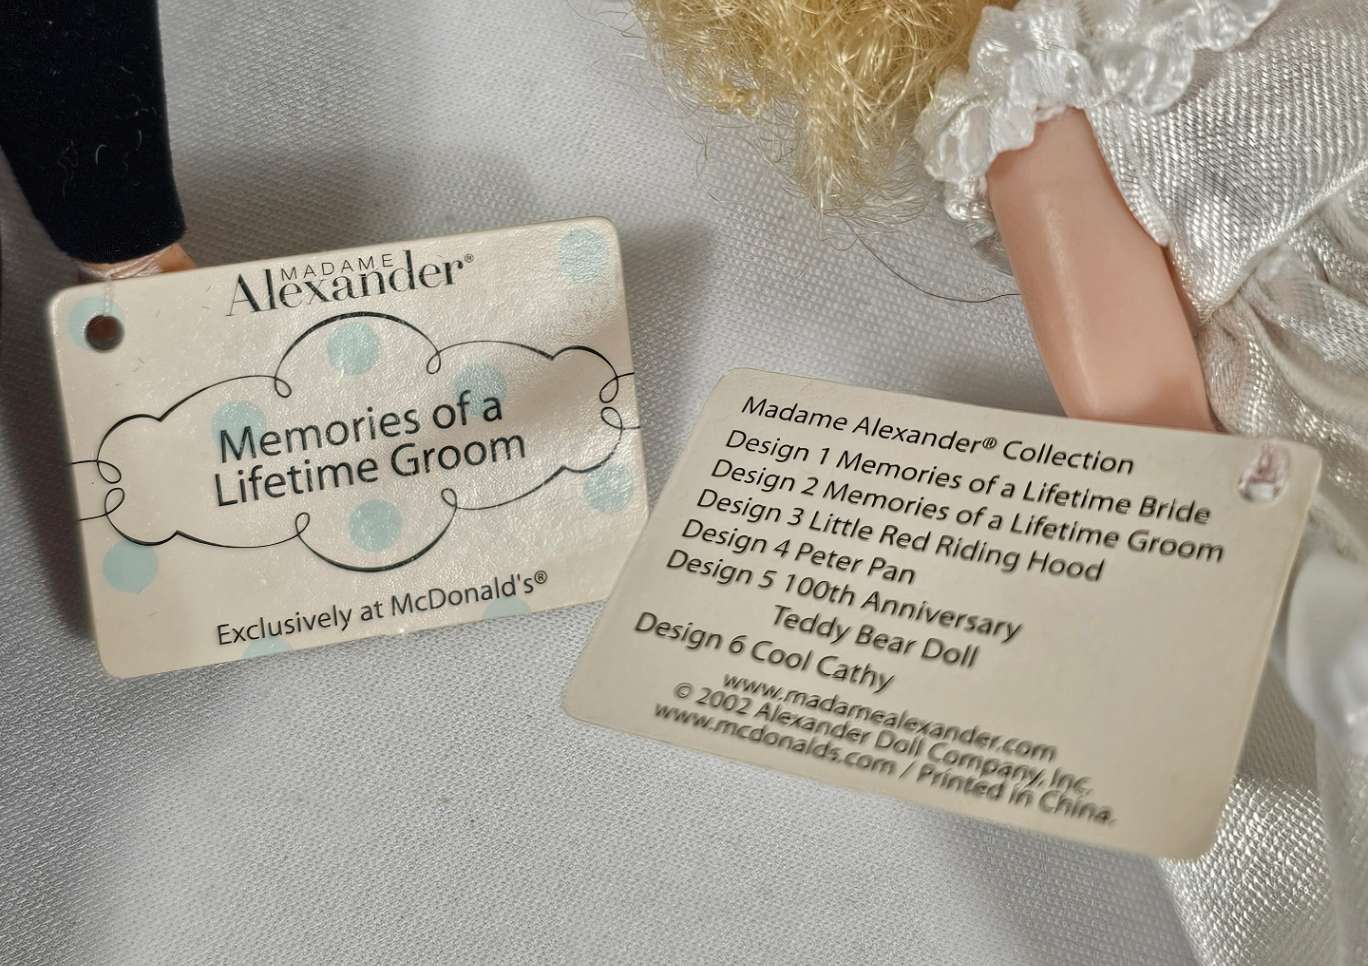 MADAME
Alexander®
Memories of a
Lifetime Groom
Exclusively at McDonald's®
Madame Alexander® Collection
Design 1 Memories of a Lifetime Bride
Design 2 Memories of a Lifetime Groom
Design 3 Little Red Riding Hood
Design 4 Peter Pan
Design 5 100th Anniversary
Teddy Bear Doll
Design 6 Cool Cathy
www.madamealexander.com
© 2002 Alexander Doll Company, Inc.
www.mcdonalds.com / Printed in China.